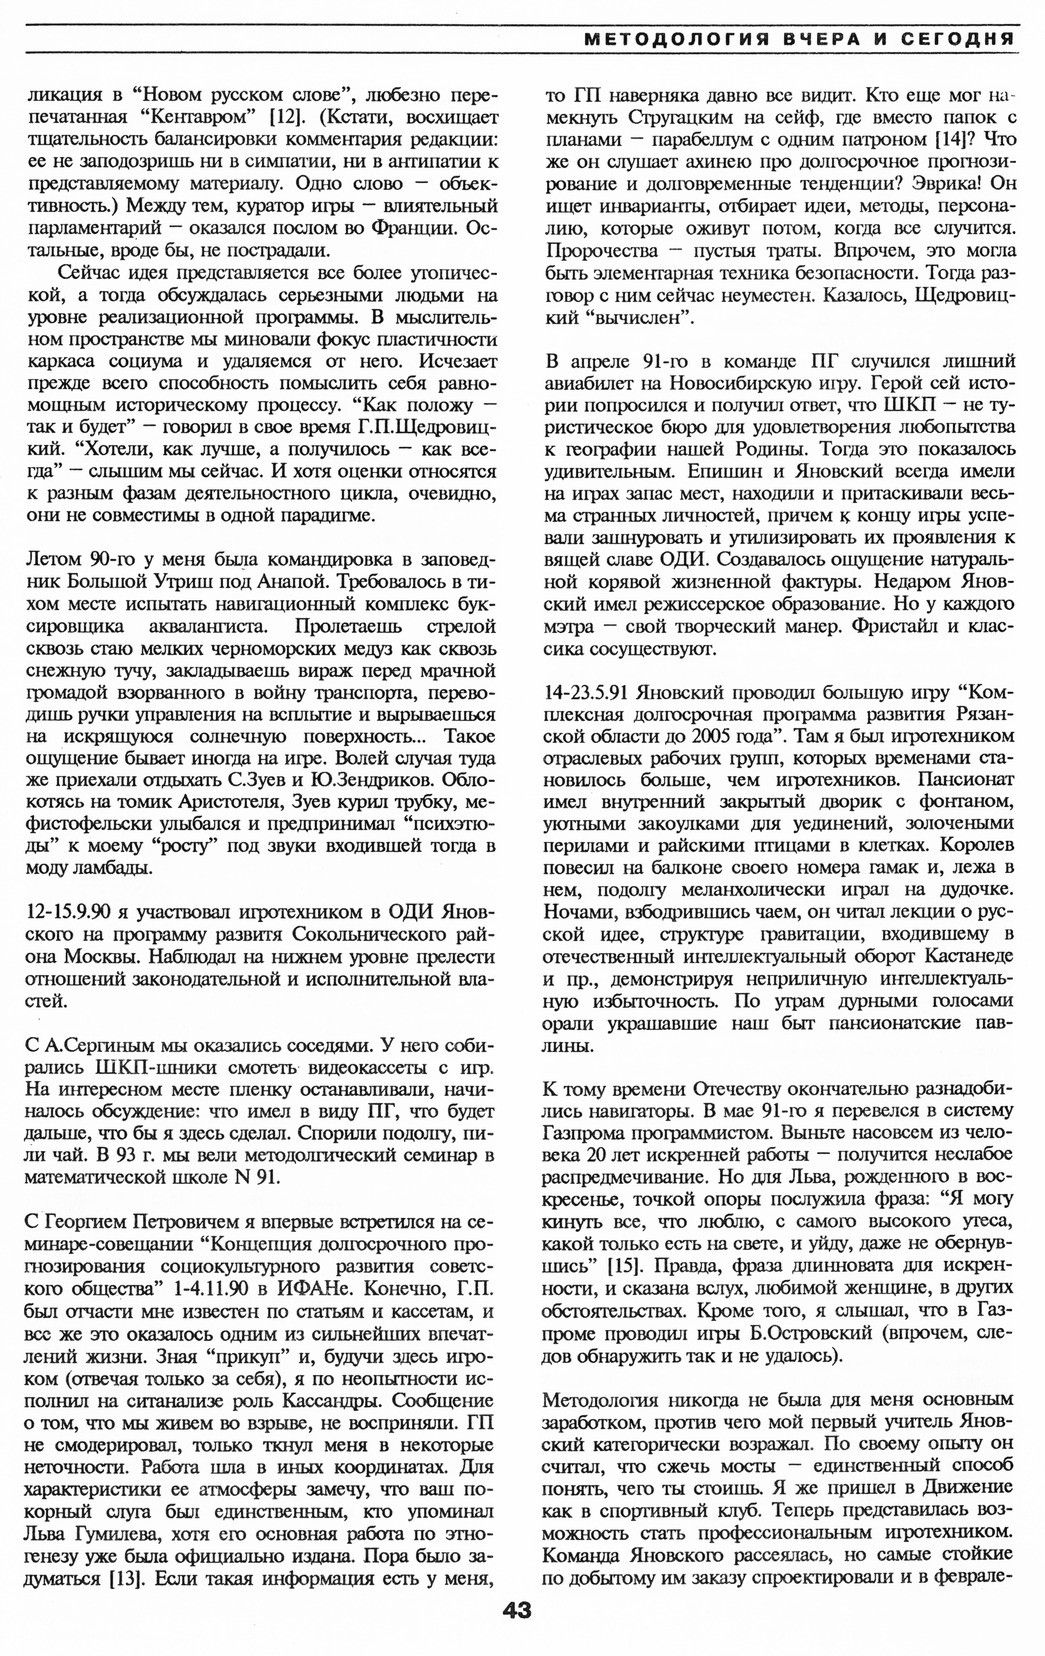 МЕТОДОЛОГИЯ ВЧЕРА И СЕГОДНЯ
ликация в “Новом русском слове”, любезно пере-
печатанная “Кентавром” [12]. (Кстати, восхищает
тщательность балансировки комментария редакции:
ее не заподозришь ни в симпатии, ни в антипатии к
представляемому материалу. Одно слово — объек-
тивность.) Между тем, куратор игры — влиятельный
парламентарий — оказался послом во Франции. Ос-
тальные, вроде бы, не пострадали.
Сейчас идея представляется все более утопичес-
кой, а тогда обсуждалась серьезными людьми на
уровне реализационной программы. В мыслитель-
ном пространстве мы миновали фокус пластичности
каркаса социума и удаляемся от него. Исчезает
прежде всего способность помыслить себя равно-
мощным историческому процессу. “Как положу —
так и будет” — говорил в свое время Г.П.Щедровиц-
кий. “Хотели, как лучше, а получилось — как все-
гда” — слышим мы сейчас. И хотя оценки относятся
к разным фазам деятельностного цикла, очевидно,
они не совместимы в одной парадигме.
Летом 90-го у меня была командировка в заповед-
ник Большой Утриш под Анапой. Требовалось в ти-
хом месте испытать навигационный комплекс бук-
сировщика аквалангиста. Пролетаешь стрелой
сквозь стаю мелких черноморских медуз как сквозь
снежную тучу, закладываешь вираж перед мрачной
громадой взорванного в войну транспорта, перево-
дишь ручки управления на всплытие и вырываешься
на искрящуюся солнечную поверхность... Такое
ощущение бывает иногда на игре. Волей случая туда
же приехали отдыхать С.Зуев и Ю.Зендриков. Обло-
котясь на томик Аристотеля, Зуев курил трубку, ме-
фистофельски улыбался и предпринимал “психэтю-
ды” к моему “росту” под звуки входившей тогда в
моду ламбады.
12-15.9.90 я участвовал игротехником в ОДИ Янов-
ского на программу развитя Сокольнического рай-
она Москвы. Наблюдал на нижнем уровне прелести
отношений законодательной и исполнительной вла-
стей.
С А.Сергиным мы оказались соседями. У него соби-
рались ШКП-шники смотеть видеокассеты с игр.
На интересном месте пленку останавливали, начи-
налось обсуждение: что имел в виду ПГ, что будет
дальше, что бы я здесь сделал. Спорили подолгу, пи-
ли чай. В 93 г. мы вели методолгический семинар в
математической школе N 91.
С Георгием Петровичем я впервые встретился на се-
минаре-совещании “Концепция долгосрочного про-
гнозирования социокультурного развития советс-
кого общества” 1-4.11.90 в ИФАНе. Конечно, Г.П.
был отчасти мне известен по статьям и кассетам, и
все же это оказалось одним из сильнейших впечат-
лений жизни. Зная “прикуп” и, будучи здесь игро-
ком (отвечая только за себя), я по неопытности ис-
полнил на ситанализе роль Кассандры. Сообщение
о том, что мы живем во взрыве, не восприняли. ГП
не смодерировал, только ткнул меня в некоторые
неточности. Работа шла в иных координатах. Для
характеристики ее атмосферы замечу, что ваш по-
корный слуга был единственным, кто упоминал
Льва Гумилева, хотя его основная работа по этно-
генезу уже была официально издана. Пора было за-
думаться [13]. Если такая информация есть у меня,
то ГП наверняка давно все видит. Кто еще мог на-
мекнуть Стругацким на сейф, где вместо папок с
планами — парабеллум с одним патроном [14]? Что
же он слушает ахинею про долгосрочное прогнози-
рование и долговременные тенденции? Эврика! Он
ищет инварианты, отбирает идеи, методы, персона-
лию, которые оживут потом, когда все случится.
Пророчества — пустыя траты. Впрочем, это могла
быть элементарная техника безопасности. Тогда раз-
говор с ним сейчас неуместен. Казалось, Щедровиц-
кий “вычислен”.
В апреле 91-го в команде ПГ случился лишний
авиабилет на Новосибирскую игру. Герой сей исто-
рии попросился и получил ответ, что ШКП — не ту-
ристическое бюро для удовлетворения любопытства
к географии нашей Родины. Тогда это показалось
удивительным. Епишин и Яновский всегда имели
на играх запас мест, находили и притаскивали весь-
ма странных личностей, причем к концу игры успе-
вали зашнуровать и утилизировать их проявления к
вящей славе ОДИ. Создавалось ощущение натураль-
ной корявой жизненной фактуры. Недаром Янов-
ский имел режиссерское образование. Но у каждого
мэтра — свой творческий манер. Фристайл и клас-
сика сосуществуют.
14-23.5.91 Яновский проводил большую игру “Ком-
плексная долгосрочная программа развития Рязан-
ской области до 2005 года”. Там я был игротехником
отраслевых рабочих групп, которых временами ста-
новилось больше, чем игротехников. Пансионат
имел внутренний закрытый дворик с фонтаном,
уютными закоулками для уединений, золочеными
перилами и райскими птицами в клетках. Королев
повесил на балконе своего номера гамак и, лежа в
нем, подолгу меланхолически играл на дудочке.
Ночами, взбодрившись чаем, он читал лекции о рус-
ской идее, структуре гравитации, входившему в
отечественный интеллектуальный оборот Кастанеде
и пр., демонстрируя неприличную интеллектуаль-
ную избыточность. По утрам дурными голосами
орали украшавшие наш быт пансионатские пав-
лины.
К тому времени Отечеству окончательно разнадоби-
лись навигаторы. В мае 91-го я перевелся в систему
Газпрома программистом. Выньте насовсем из чело-
века 20 лет искренней работы — получится неслабое
распредмечивание. Но для Льва, рожденного в вос-
кресенье, точкой опоры послужила фраза: “Я могу
кинуть все, что люблю, с самого высокого утеса,
какой только есть на свете, и уйду, даже не обернув-
шись” [15]. Правда, фраза длинновата для искрен-
ности, и сказана вслух, любимой женщине, в других
обстоятельствах. Кроме того, я слышал, что в Газ-
проме проводил игры Б.Островский (впрочем, сле-
дов обнаружить так и не удалось).
Методология никогда не была для меня основным
заработком, против чего мой первый учитель Янов-
ский категорически возражал. По своему опыту он
считал, что сжечь мосты — единственный способ
понять, чего ты стоишь. Я же пришел в Движение
как в спортивный клуб. Теперь представилась воз-
можность стать профессиональным игротехником.
Команда Яновского рассеялась, но самые стойкие
по добытому им заказу спроектировали и в феврале-
43